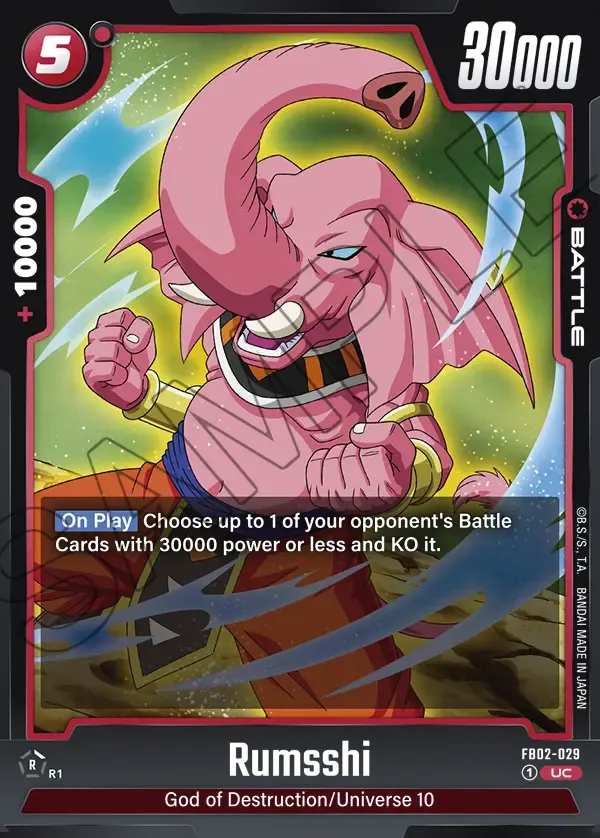 5
30000
+ 10000
BATTLE
SAMPLE
On Play Choose up to 1 of your opponent's Battle
Cards with 30000 power or less and KO it.
©B.S./S., T.A. BANDAI MADE IN JAPAN
R
R1
Rumsshi
FB02-029
1 UC
God of Destruction/Universe 10